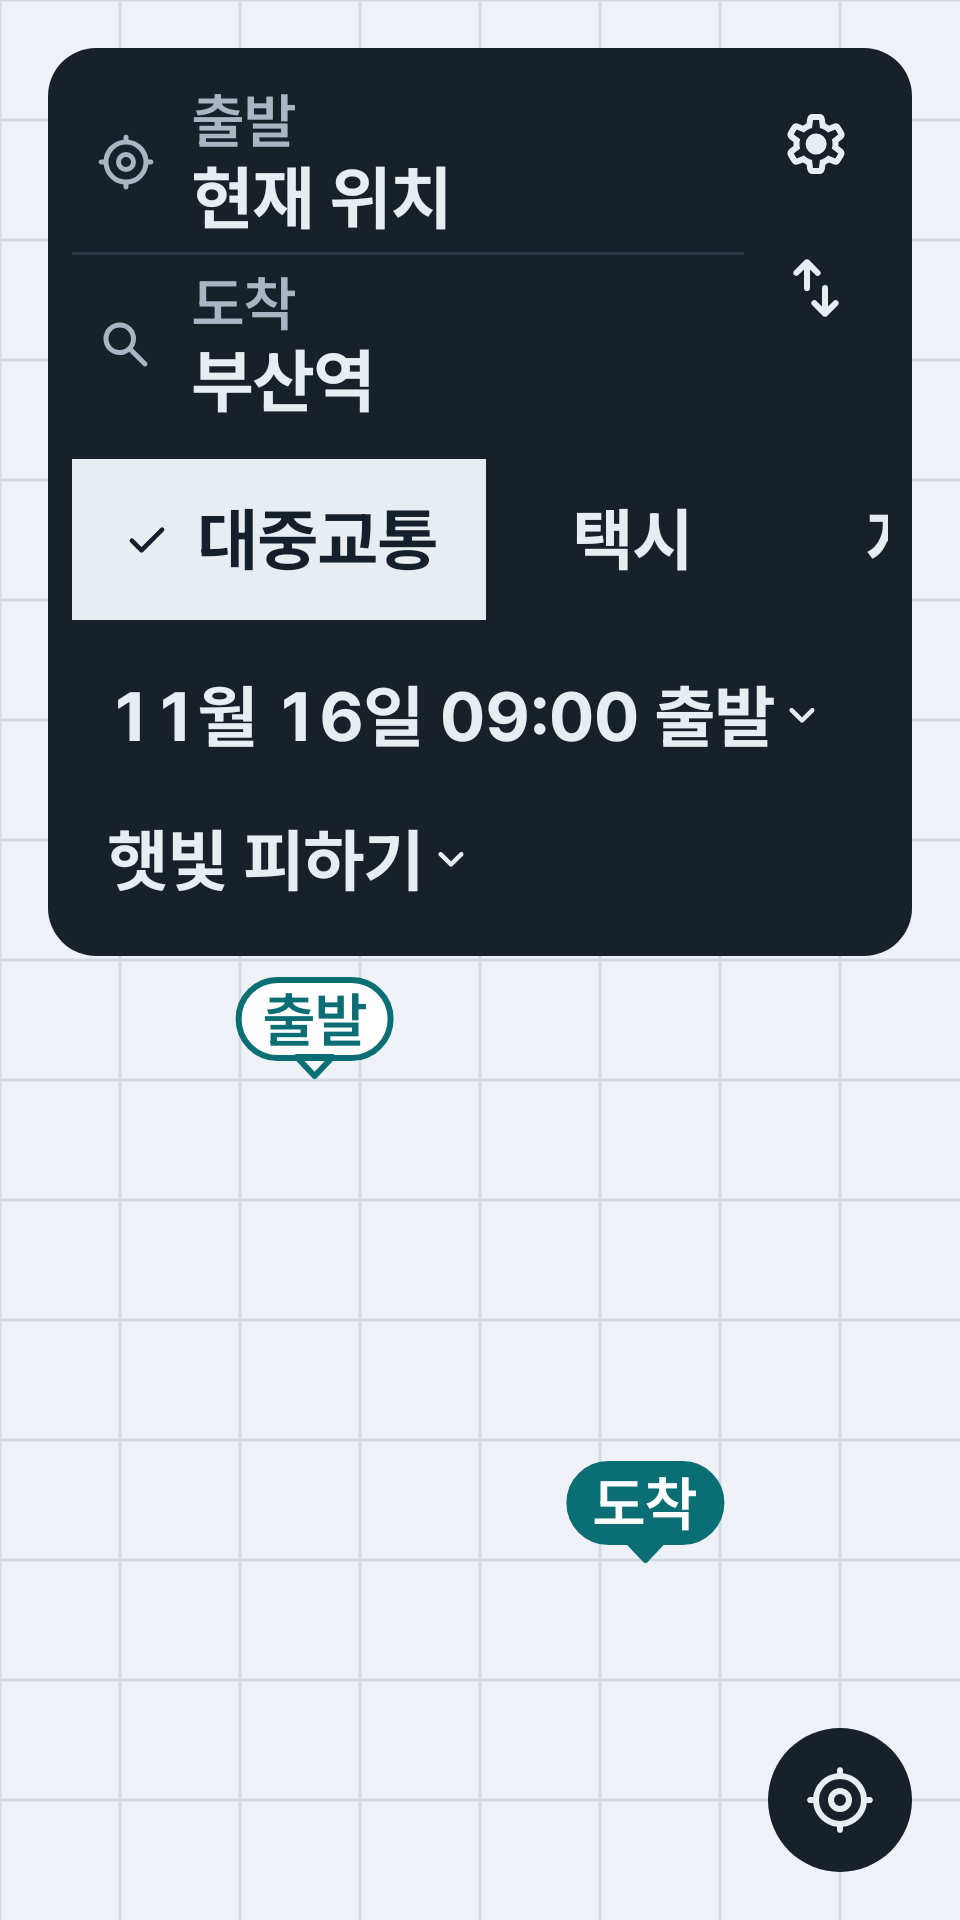 출발
현재 위치
도착
부산역
대중교통 택시
11월 16일 09:00 출발
햇빛 피하기
출발
도착